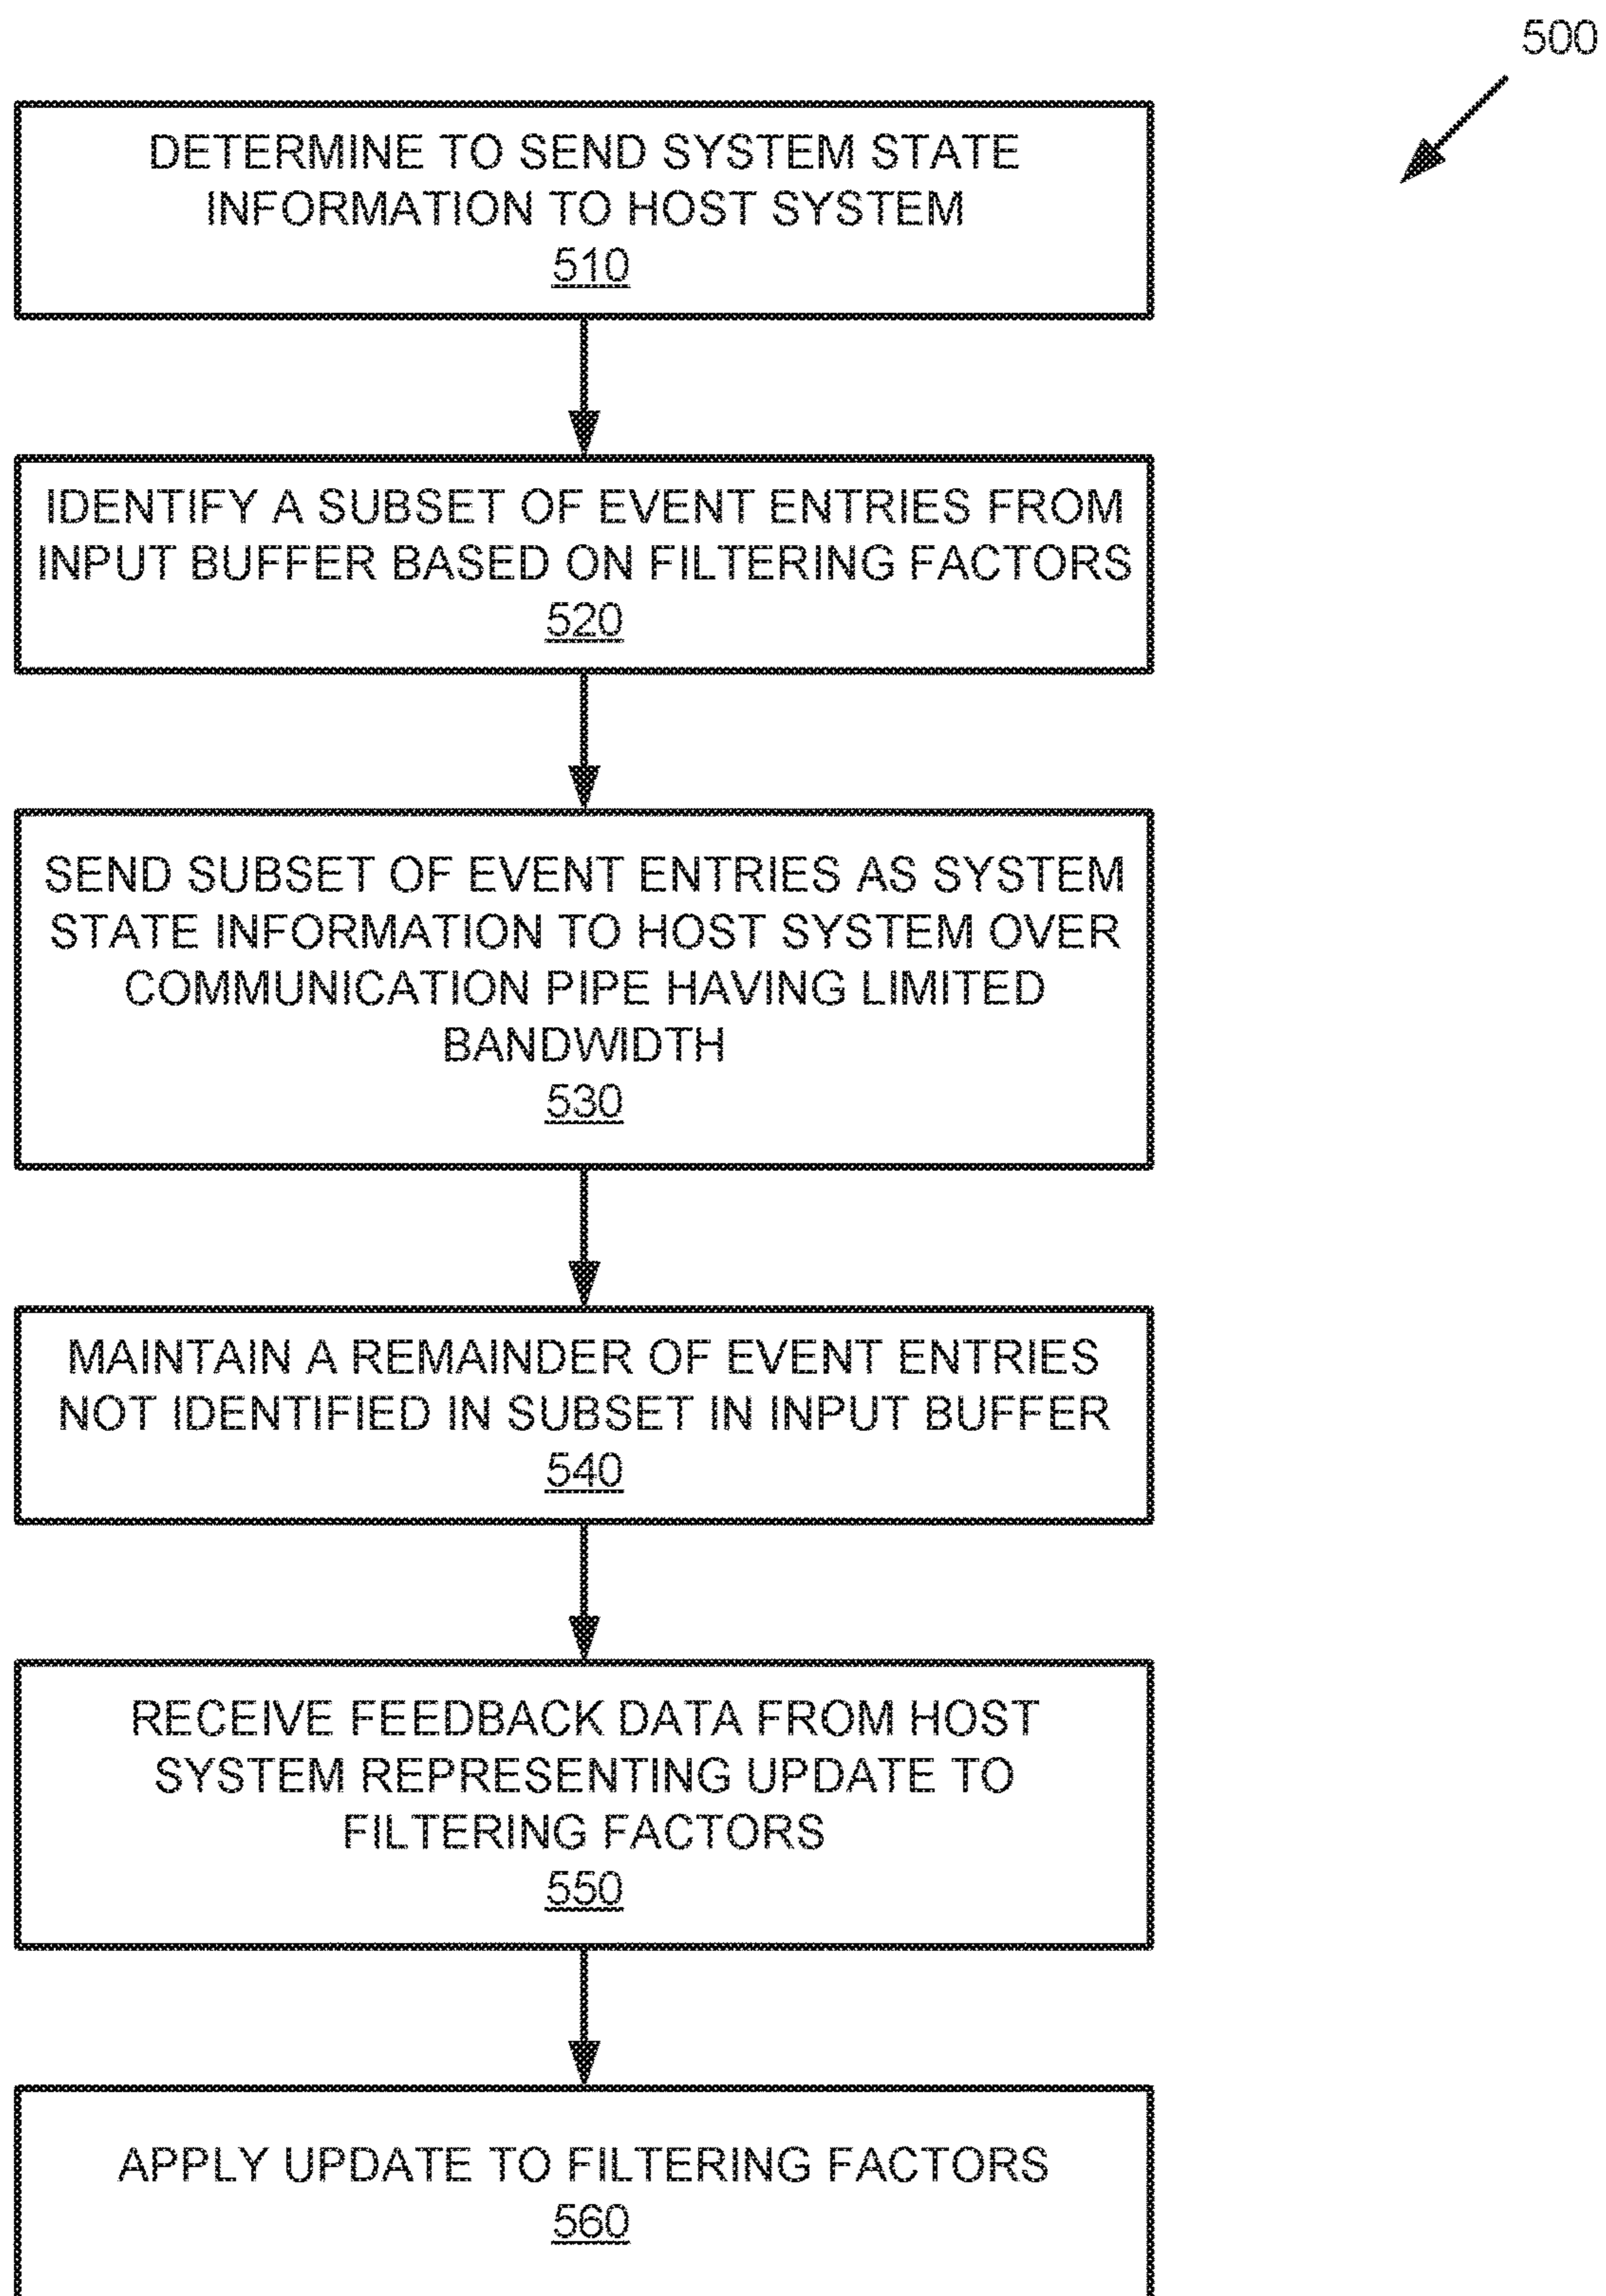 500
DETERMINE TO SEND SYSTEM STATE
INFORMATION TO HOST SYSTEM
510
IDENTIFY A SUBSET OF EVENT ENTRIES FROM
INPUT BUFFER BASED ON FILTERING FACTORS
520
SEND SUBSET OF EVENT ENTRIES AS SYSTEM
STATE INFORMATION TO HOST SYSTEM OVER
COMMUNICATION PIPE HAVING LIMITED
BANDWIDTH
530
MAINTAIN A REMAINDER OF EVENT ENTRIES
NOT IDENTIFIED IN SUBSET IN INPUT BUFFER
540
RECEIVE FEEDBACK DATA FROM HOST
SYSTEM REPRESENTING UPDATE TO
FILTERING FACTORS
550
APPLY UPDATE TO FILTERING FACTORS
560